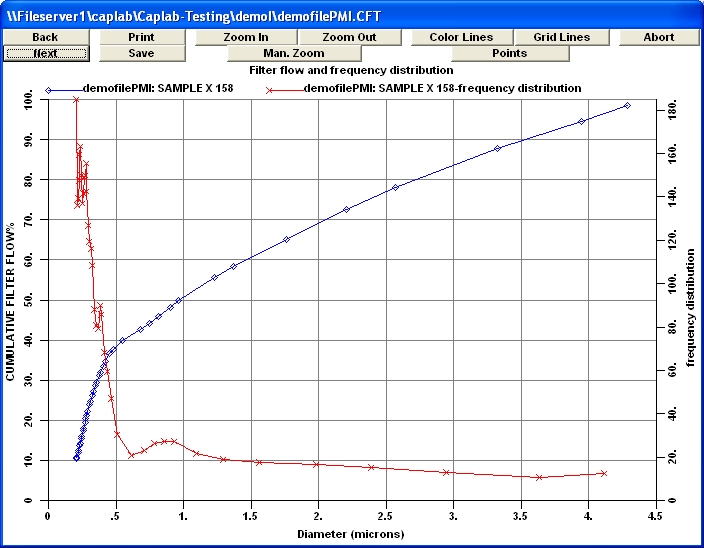 \\Fileserver1\caplab\Caplab-Testing\demol\demofilePMI.CFT
Back Print Zoom In Zoom Out Color Lines Grid Lines Abort
Next Save Man. Zoom Points
Filter flow and frequency distribution
demofilePMI: SAMPLE X 158 demofilePMI: SAMPLE X 158-frequency distribution
CUMULATIVE FILTER FLOW%
100.
90.
80.
70.
60.
50.
40.
30.
20.
10.
0
180.
160.
140.
120.
100.
80.
60.
40.
20.
0
frequency distribution
0 .5 1. 1.5 2. 2.5 3. 3.5 4. 4.5
Diameter (microns)